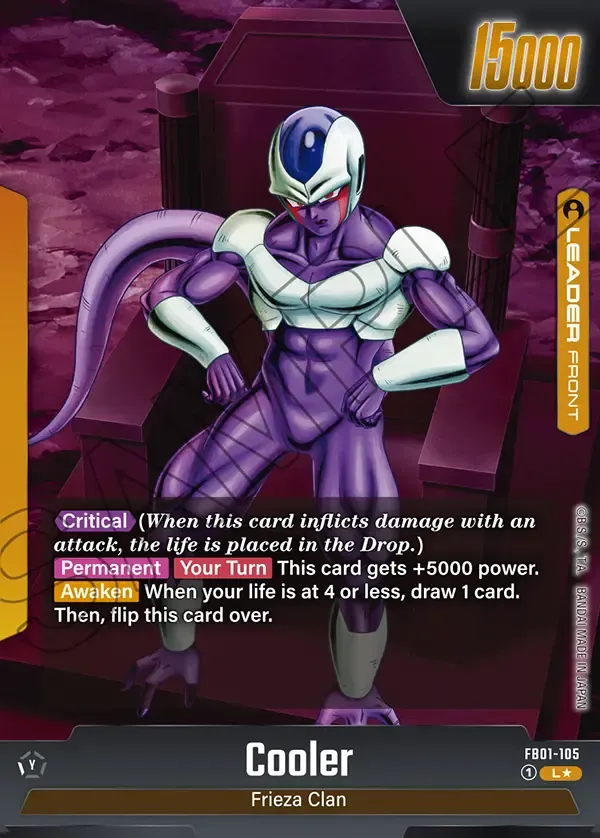 15000
LEADER FRONT
Critical (When this card inflicts damage with an
attack, the life is placed in the Drop.)
Permanent Your Turn This card gets +5000 power.
Awaken When your life is at 4 or less, draw 1 card.
Then, flip this card over.
©B.S/S., T.A. BANDAI MADE IN JAPAN
SAMPLE
Y
Cooler
FB01-105
1 L★
Frieza Clan